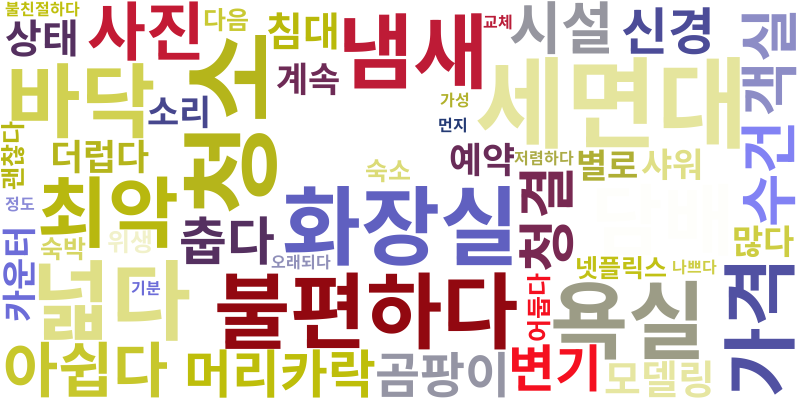 불친절하다
상태
사진
다음
침대
냄새
교체
시설
신경
객실
바닥
소리
청소
계속
가성
먼지
세면대
괜찮다
더럽다
최악
숙소
예약
저렴하다
별로
샤워
수건
정도
카운터
숙박
위생
춥다
화장실
청결
많다
넓다
기분
오래되다
불편하다
어둡다
넷플릭스
나쁘다
욕실
가격
아쉽다
머리카락
곰팡이
변기
모델링